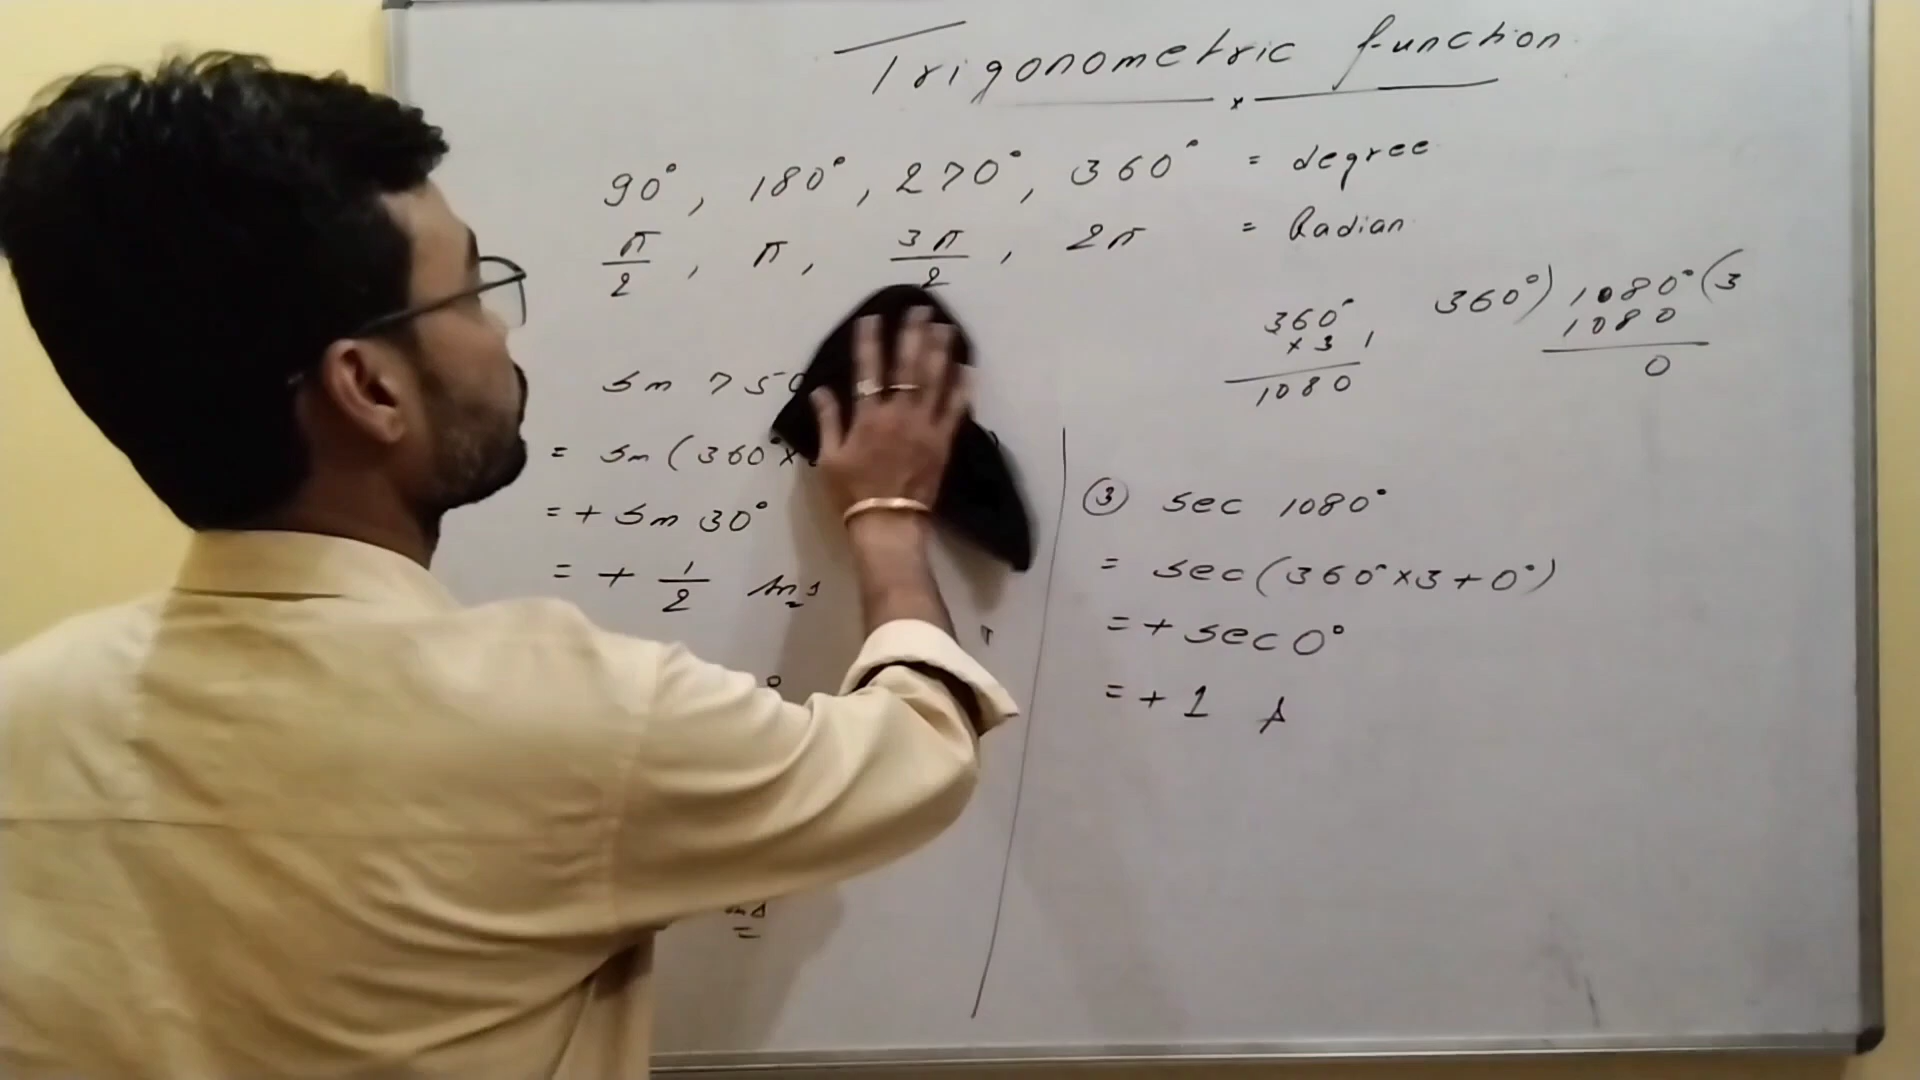 Trigonometric function
90°, 180°, 270°, 360° = degree
π/2, π, 3π/2, 2π = Radian
360°
× 3
1080
360°) 1080° (3
1080
0
sin 750
= sin (360° ×
= + sin 30°
= + 1/2 Ans
③ sec 1080°
= sec (360° × 3 + 0°)
= + sec 0°
= + 1 A